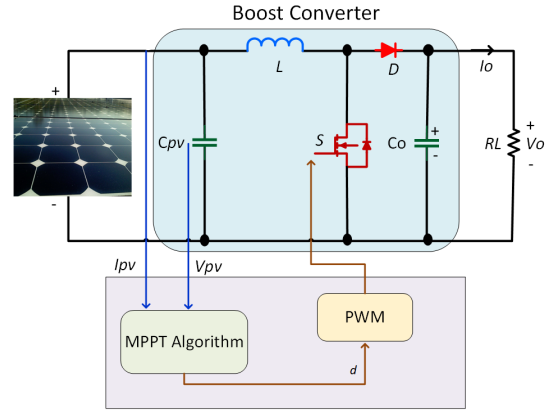 Boost Converter
L
D
Io
+
Cpv
S
Co
+
-
RL
+
Vo
-
-
Ipv
Vpv
MPPT Algorithm
PWM
d